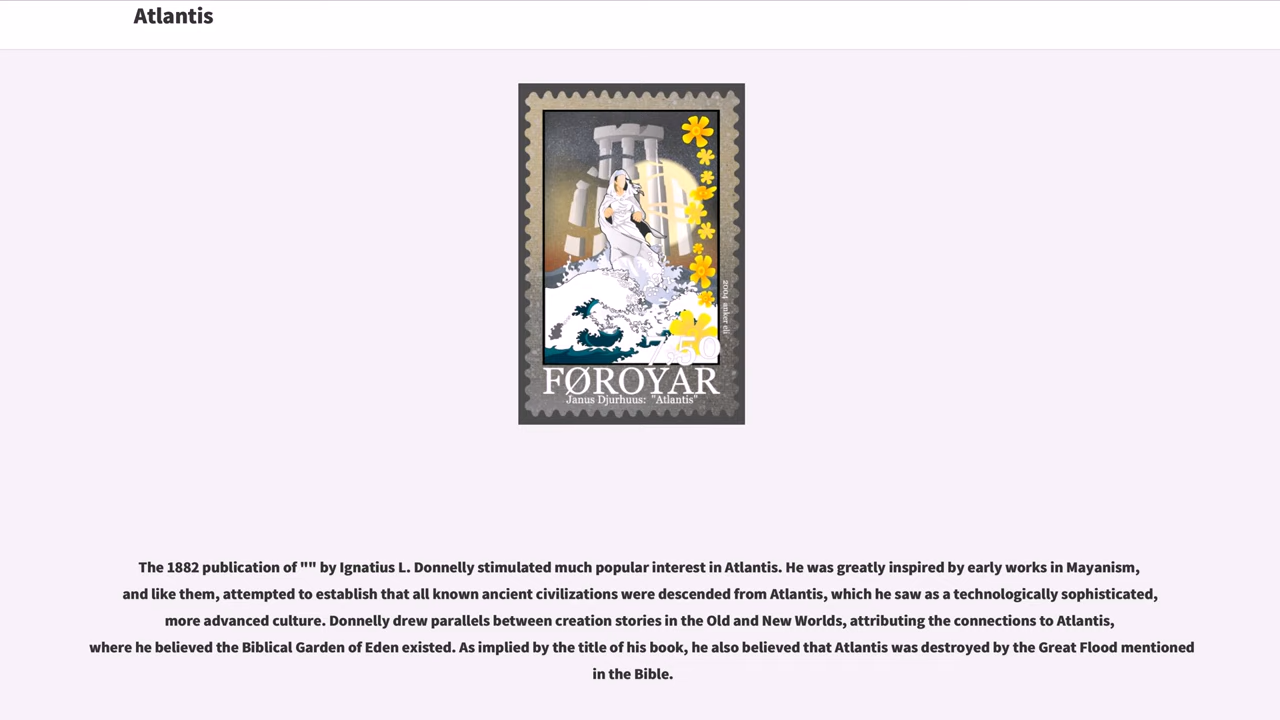 Atlantis
2004 anker eli
7,50
FØROYAR
Janus Djurhuus: "Atlantis"
The 1882 publication of "" by Ignatius L. Donnelly stimulated much popular interest in Atlantis. He was greatly inspired by early works in Mayanism,
and like them, attempted to establish that all known ancient civilizations were descended from Atlantis, which he saw as a technologically sophisticated,
more advanced culture. Donnelly drew parallels between creation stories in the Old and New Worlds, attributing the connections to Atlantis,
where he believed the Biblical Garden of Eden existed. As implied by the title of his book, he also believed that Atlantis was destroyed by the Great Flood mentioned
in the Bible.